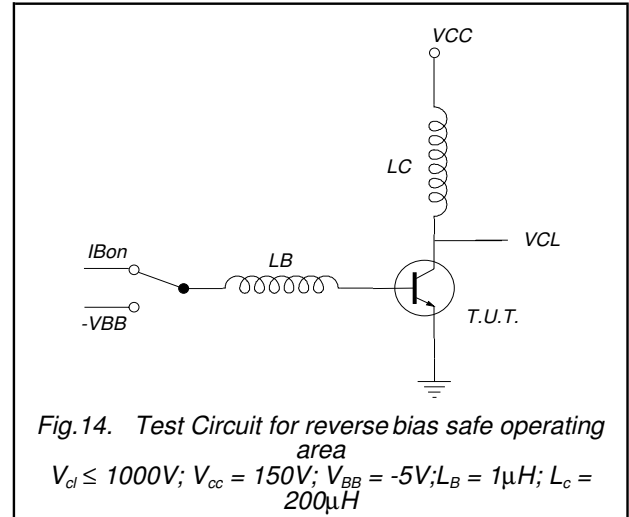 VCC
LC
IBon
LB
VCL
-VBB
T.U.T.
Fig.14. Test Circuit for reverse bias safe operating
area
Vcl ≤ 1000V; Vcc = 150V; VBB = -5V;LB = 1μH; Lc =
200μH